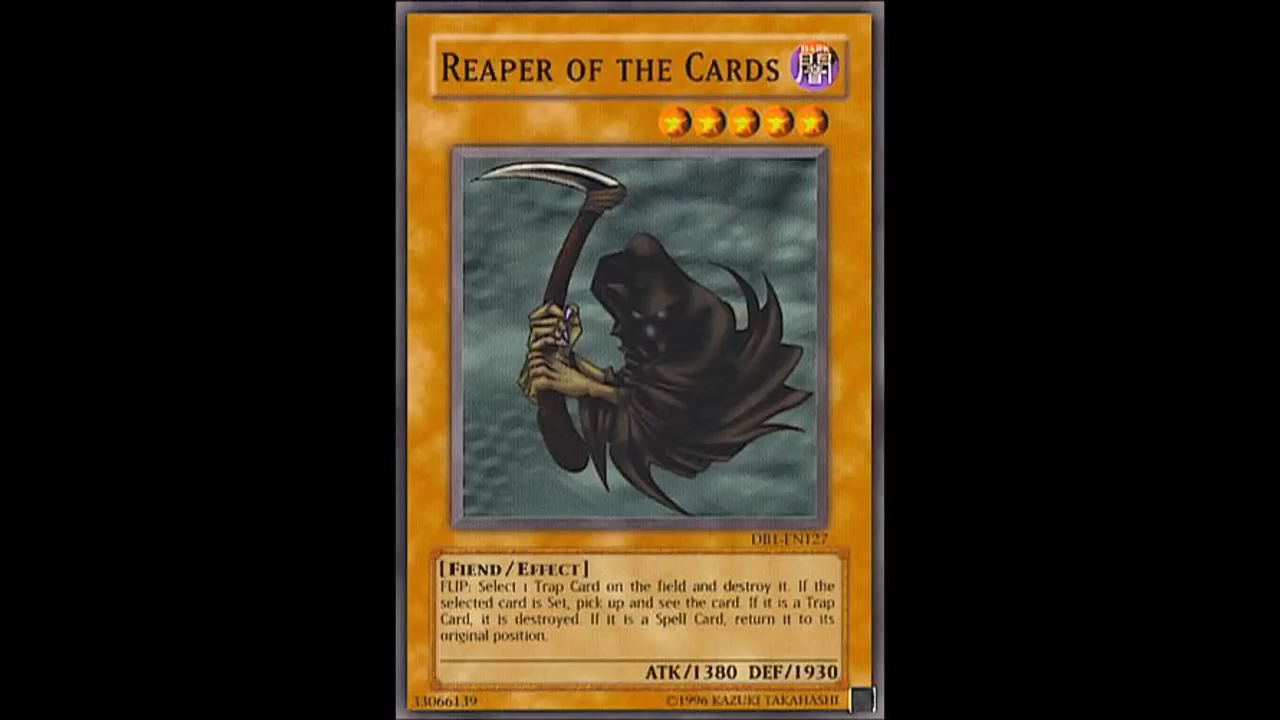 REAPER OF THE CARDS
DARK
闇
DB1-EN127
[FIEND/EFFECT]
FLIP: Select 1 Trap Card on the field and destroy it. If the
selected card is Set, pick up and see the card. If it is a Trap
Card, it is destroyed. If it is a Spell Card, return it to its
original position.
ATK/1380 DEF/1930
33066139
©1996 KAZUKI TAKAHASHI